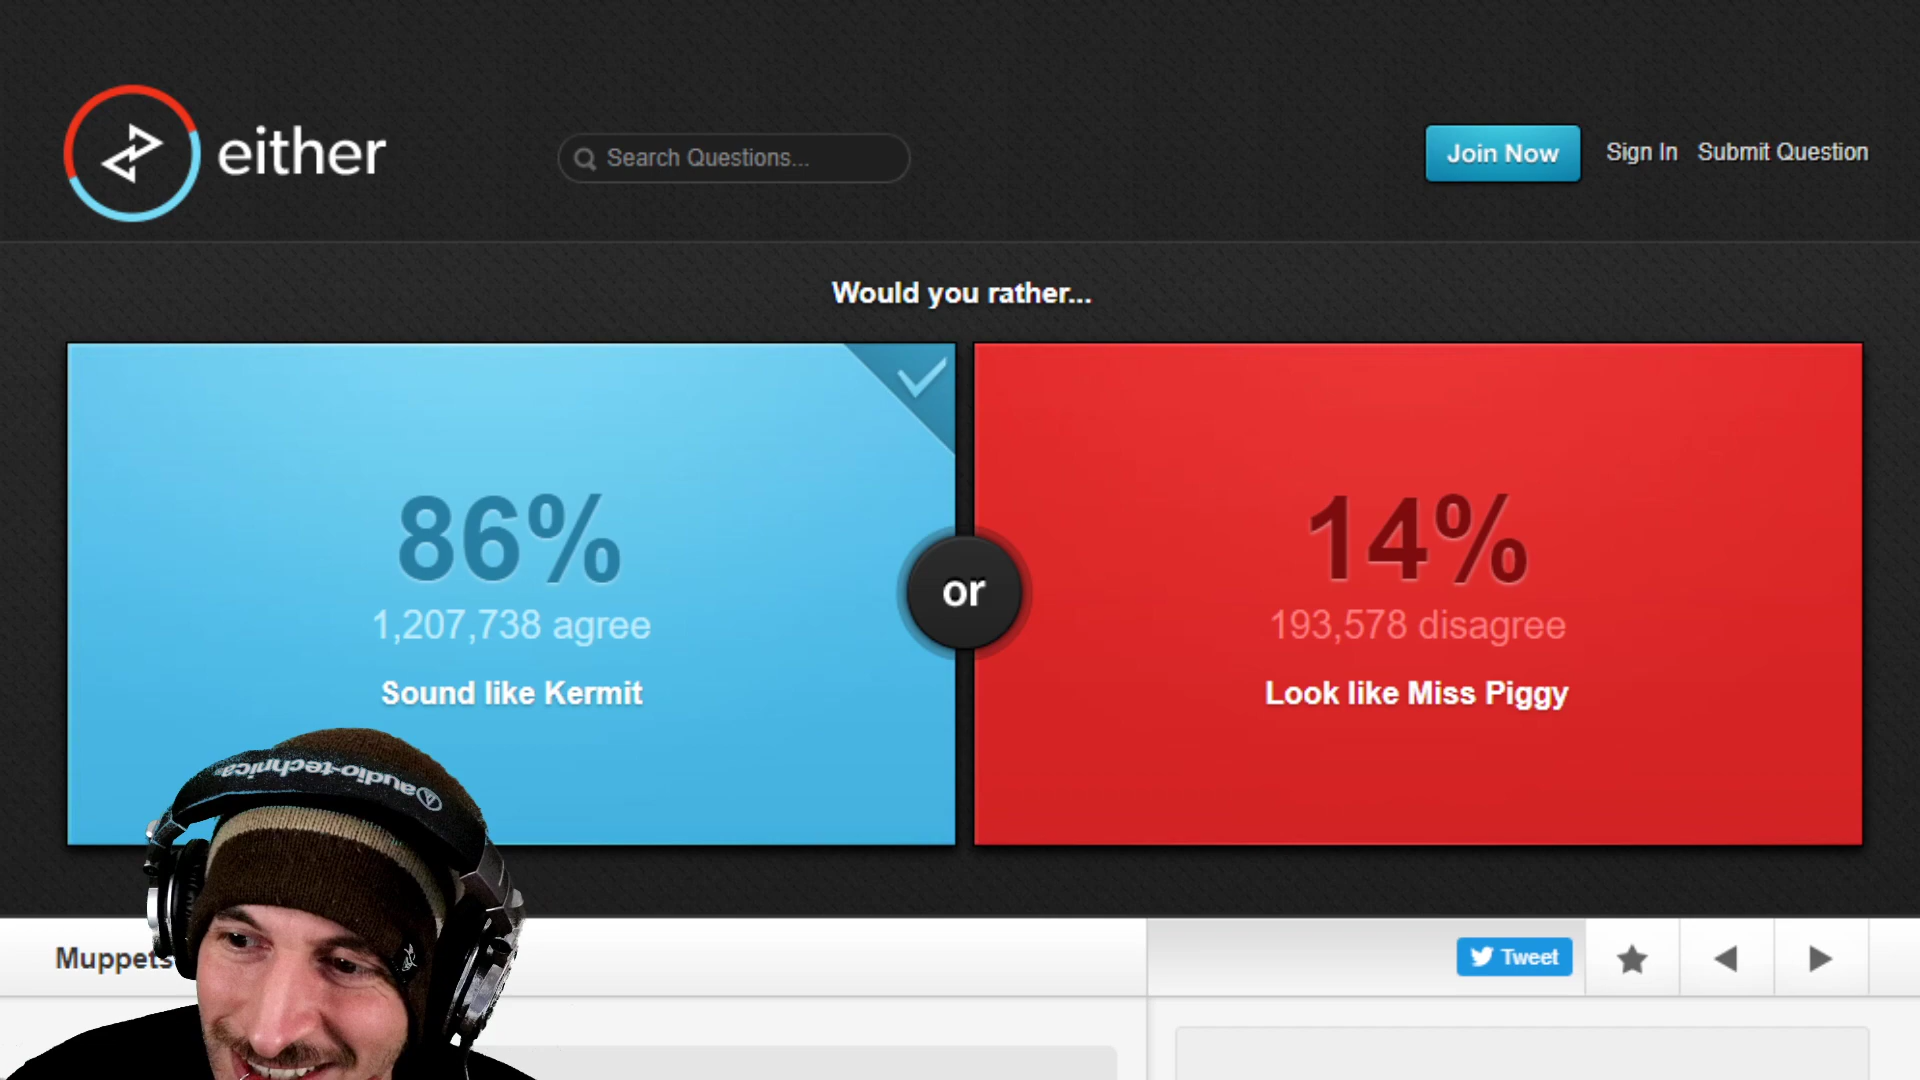 either
Search Questions...
Join Now
Sign In
Submit Question
Would you rather...
86%
1,207,738 agree
Sound like Kermit
or
14%
193,578 disagree
Look like Miss Piggy
audio-technica
Muppets
Tweet